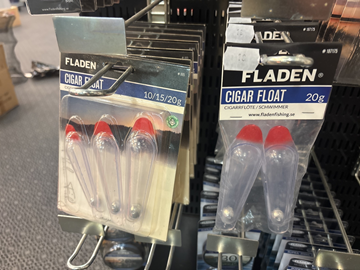 FLADEN
CIGAR FLOAT
10/15/20g
FLADEN
CIGAR FLOAT 20g
CIGARRFLÖTE / SCHWIMMER
www.fladenfishing.se